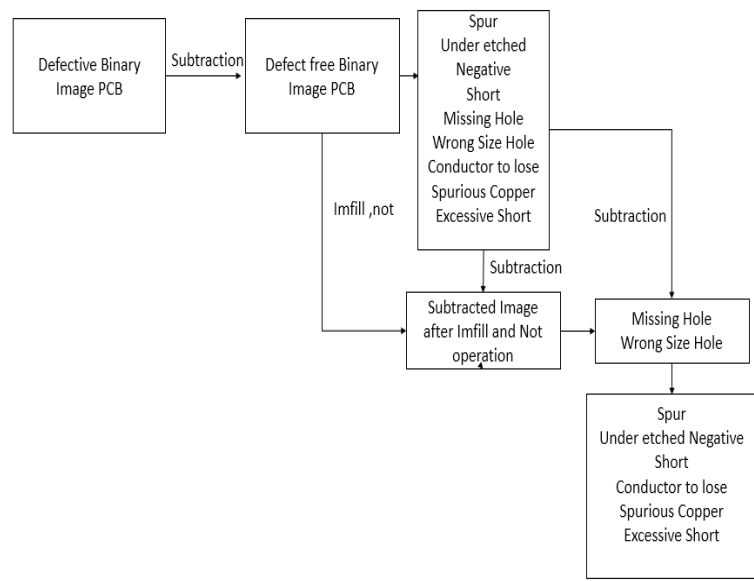 Defective Binary
Image PCB
Subtraction
Defect free Binary
Image PCB
Spur
Under etched
Negative
Short
Missing Hole
Wrong Size Hole
Conductor to lose
Spurious Copper
Excessive Short
Imfill ,not
Subtraction
Subtraction
Subtracted Image
after Imfill and Not
operation
Missing Hole
Wrong Size Hole
Spur
Under etched Negative
Short
Conductor to lose
Spurious Copper
Excessive Short